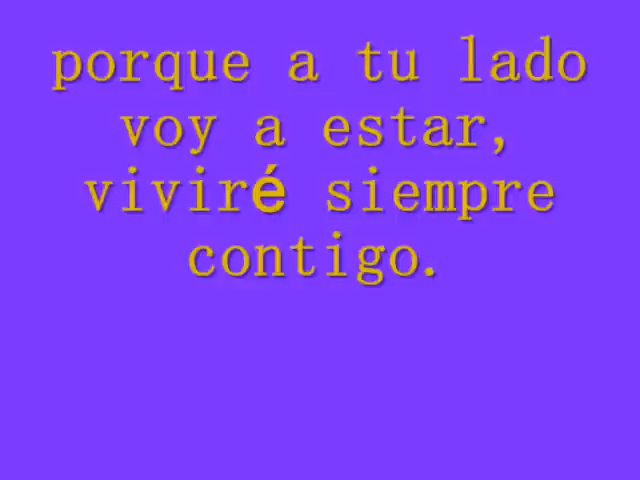 porque a tu lado
voy a estar,
viviré siempre
contigo.